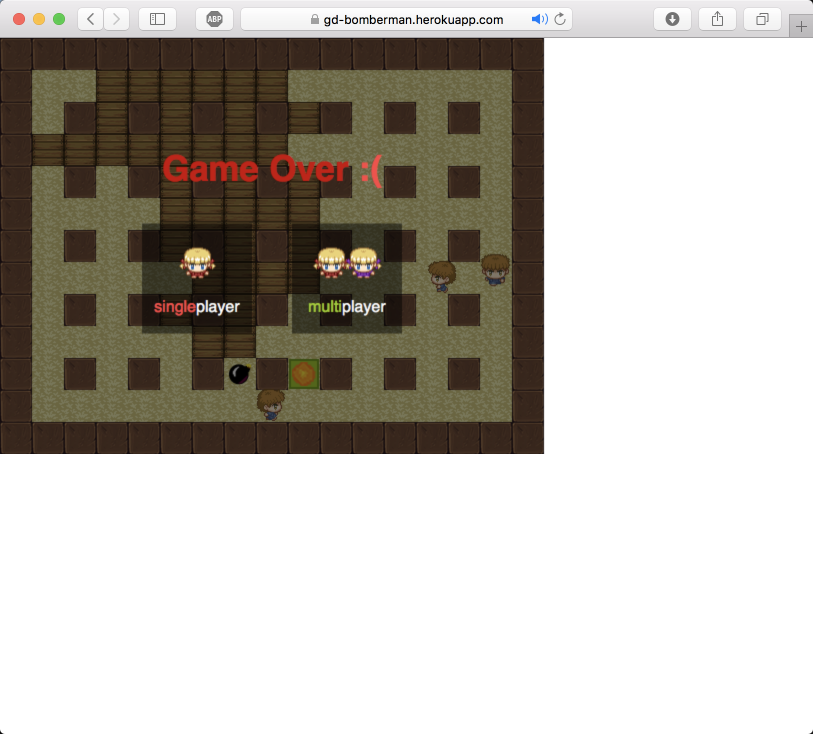 ABP
gd-bomberman.herokuapp.com
Game Over :(
singleplayer
multiplayer